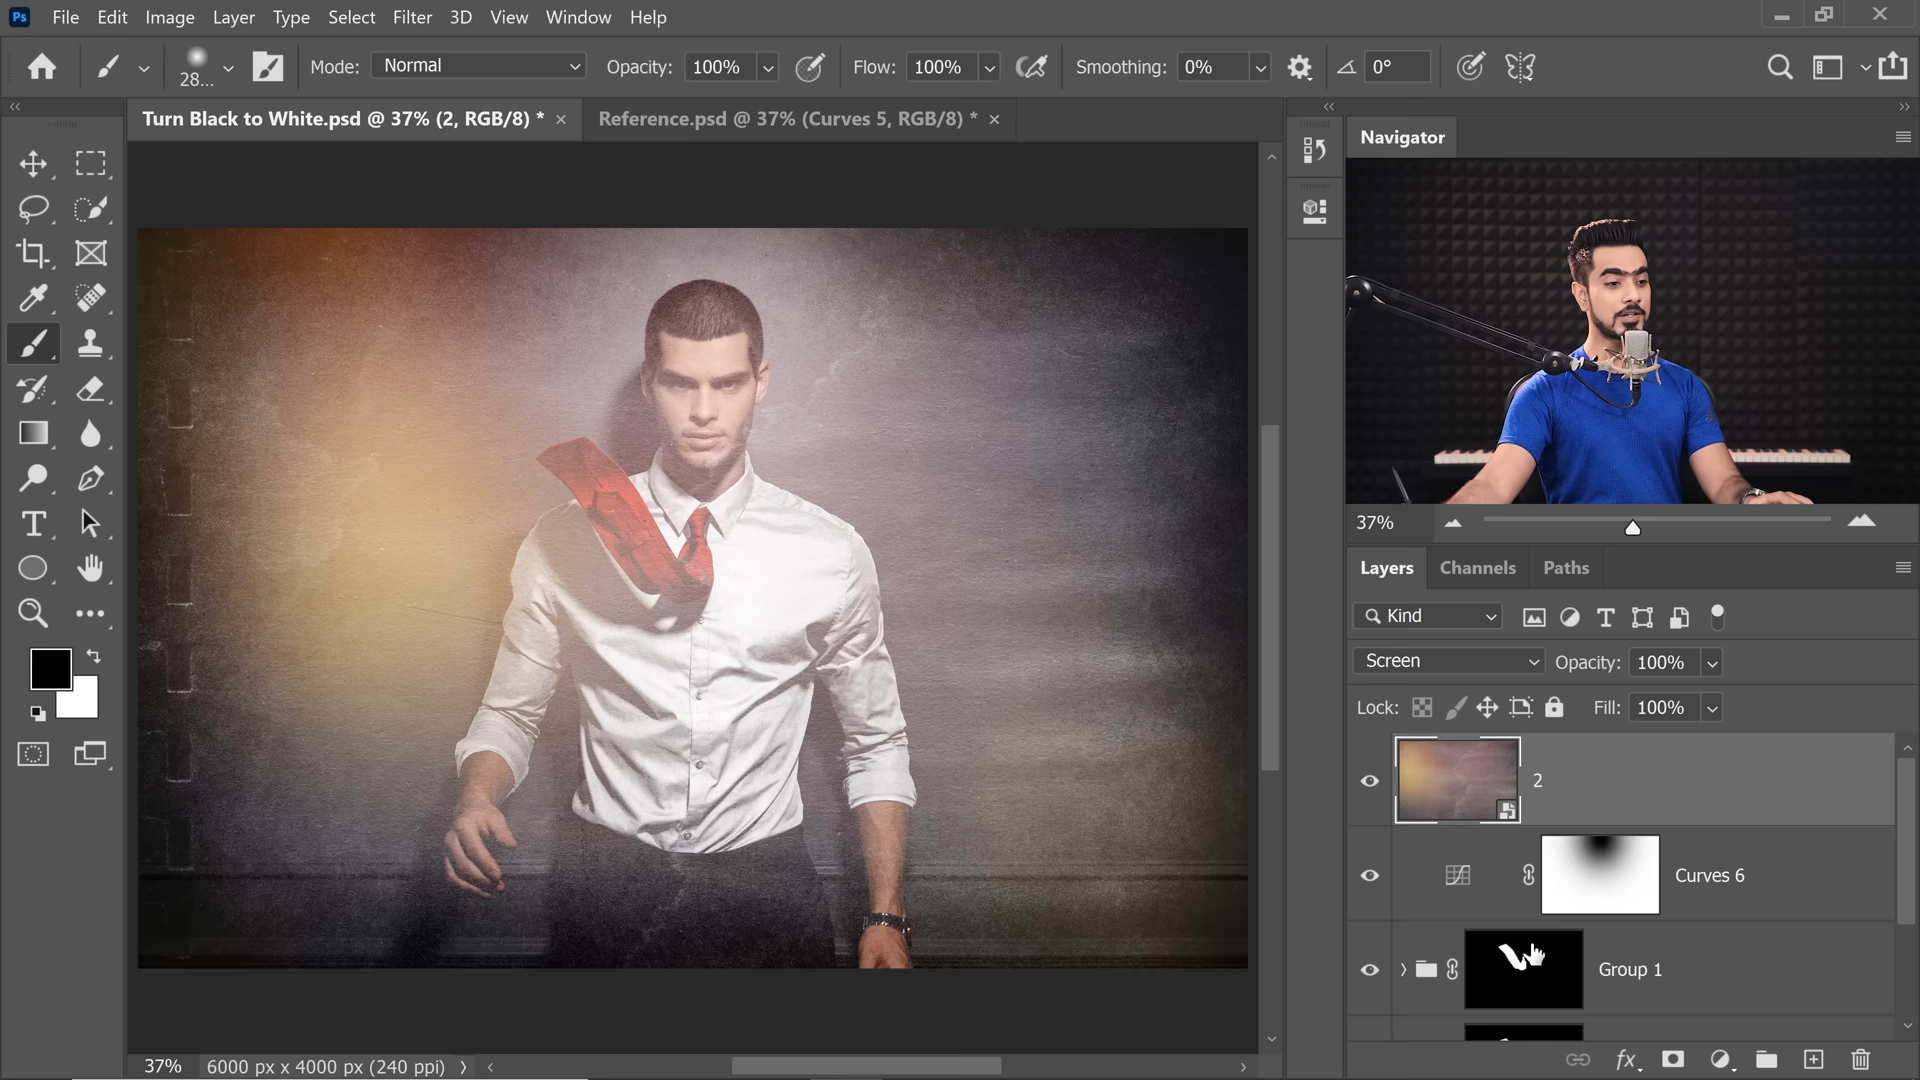 Ps File Edit Image Layer Type Select Filter 3D View Window Help
28... Mode: Normal Opacity: 100% Flow: 100% Smoothing: 0% 0°
Turn Black to White.psd @ 37% (2, RGB/8) * × Reference.psd @ 37% (Curves 5, RGB/8) * ×
Navigator
37%
Layers Channels Paths
Kind
Screen Opacity: 100%
Lock: Fill: 100%
2
Curves 6
Group 1
37% 6000 px x 4000 px (240 ppi)
fx